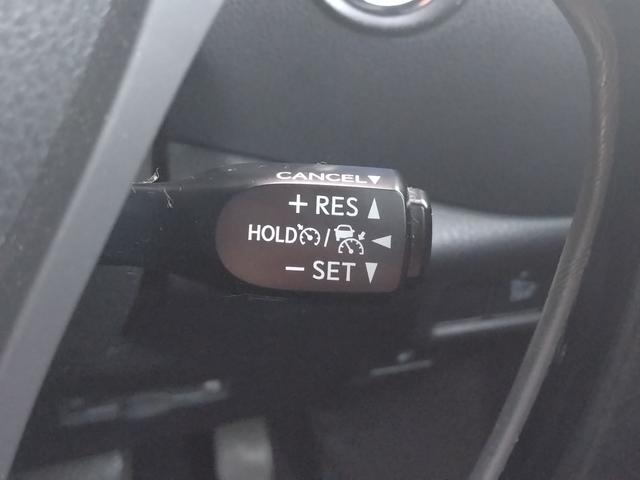 CANCEL▼
+ RES ▲
HOLD / ◄
− SET ▼